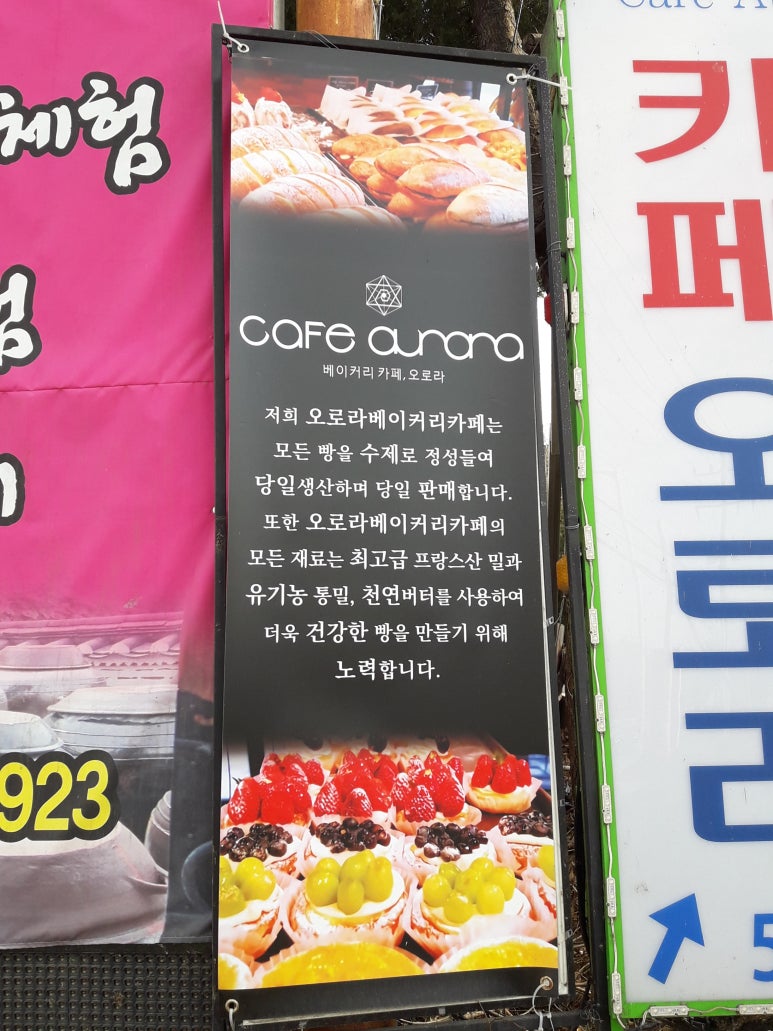 체험
923
cafe aurora
베이커리 카페, 오로라
저희 오로라베이커리카페는
모든 빵을 수제로 정성들여
당일생산하며 당일 판매합니다.
또한 오로라베이커리카페의
모든 재료는 최고급 프랑스산 밀과
유기농 통밀, 천연버터를 사용하여
더욱 건강한 빵을 만들기 위해
노력합니다.
카
페
오
로
라
5